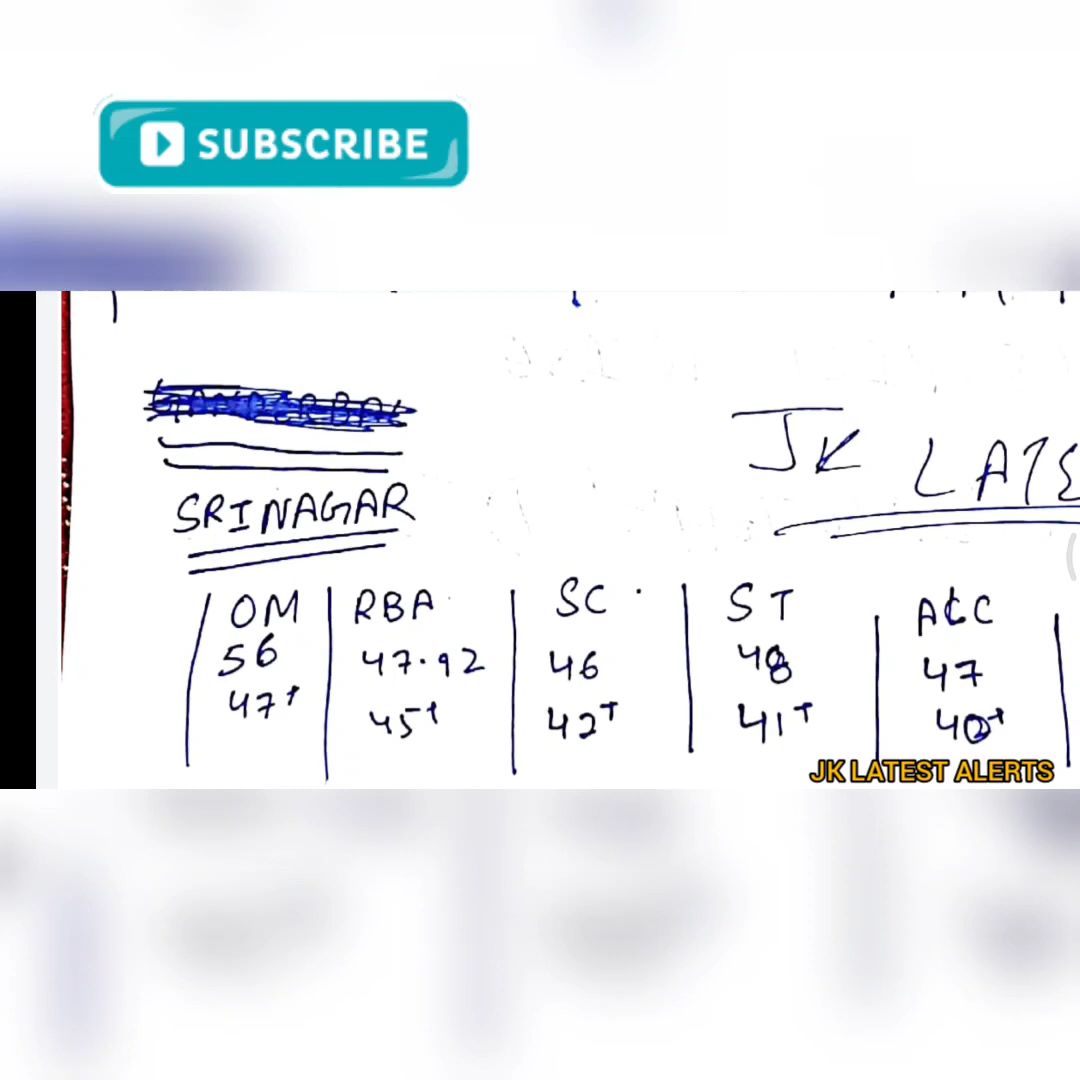 SUBSCRIBE
JK LATE
SRINAGAR
OM RBA SC ST ALC
56 47.92 46 48 47
47+ 45+ 42+ 41+ 40+
JK LATEST ALERTS